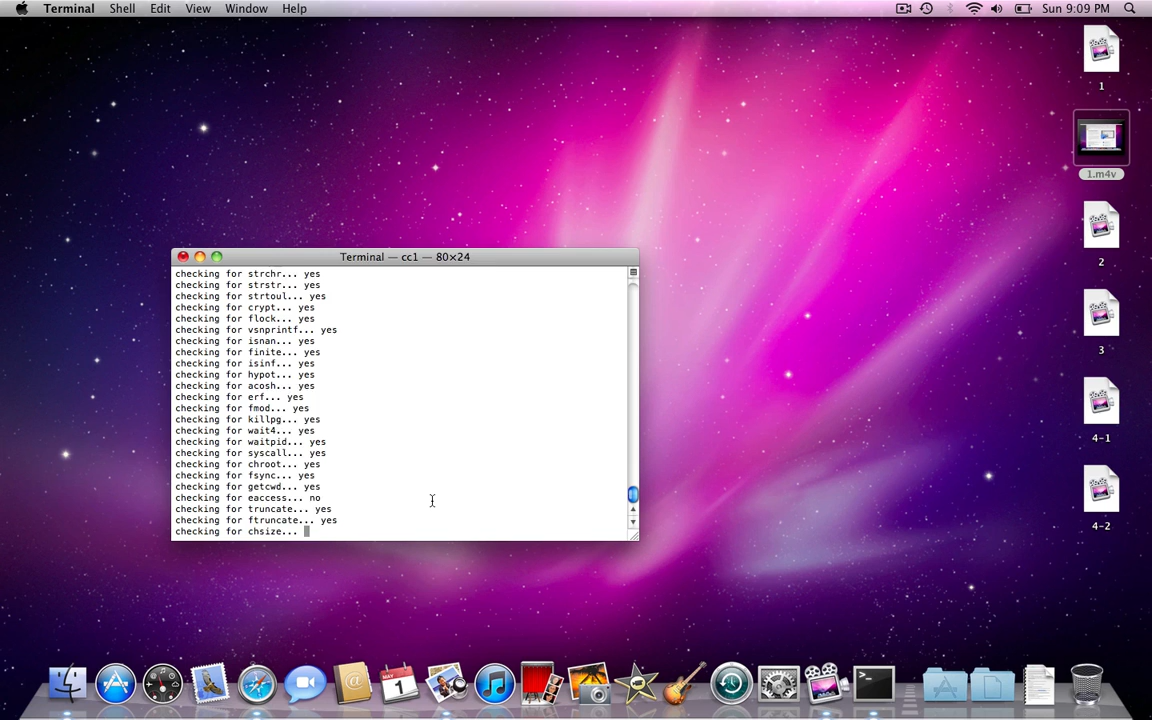 Terminal Shell Edit View Window Help Sun 9:09 PM
1
1.m4v
2
3
4-1
4-2
Terminal — cc1 — 80×24
checking for strchr... yes
checking for strstr... yes
checking for strtoul... yes
checking for crypt... yes
checking for flock... yes
checking for vsnprintf... yes
checking for isnan... yes
checking for finite... yes
checking for isinf... yes
checking for hypot... yes
checking for acosh... yes
checking for erf... yes
checking for fmod... yes
checking for killpg... yes
checking for wait4... yes
checking for waitpid... yes
checking for syscall... yes
checking for chroot... yes
checking for fsync... yes
checking for getcwd... yes
checking for eaccess... no
checking for truncate... yes
checking for ftruncate... yes
checking for chsize...
MAY
1